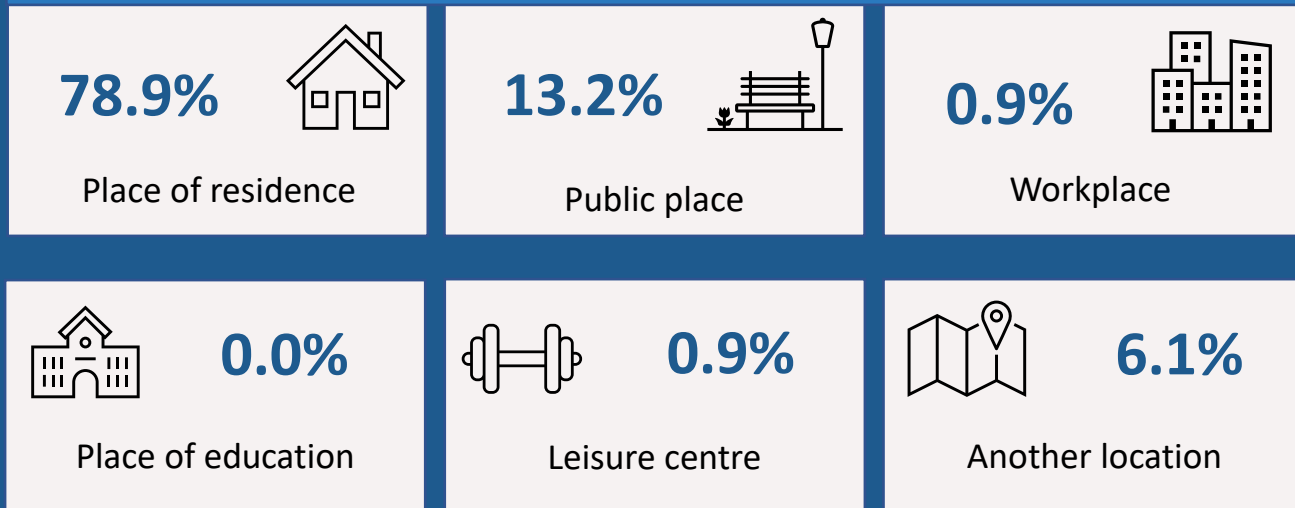 78.9%
Place of residence
13.2%
Public place
0.9%
Workplace
0.0%
Place of education
0.9%
Leisure centre
6.1%
Another location